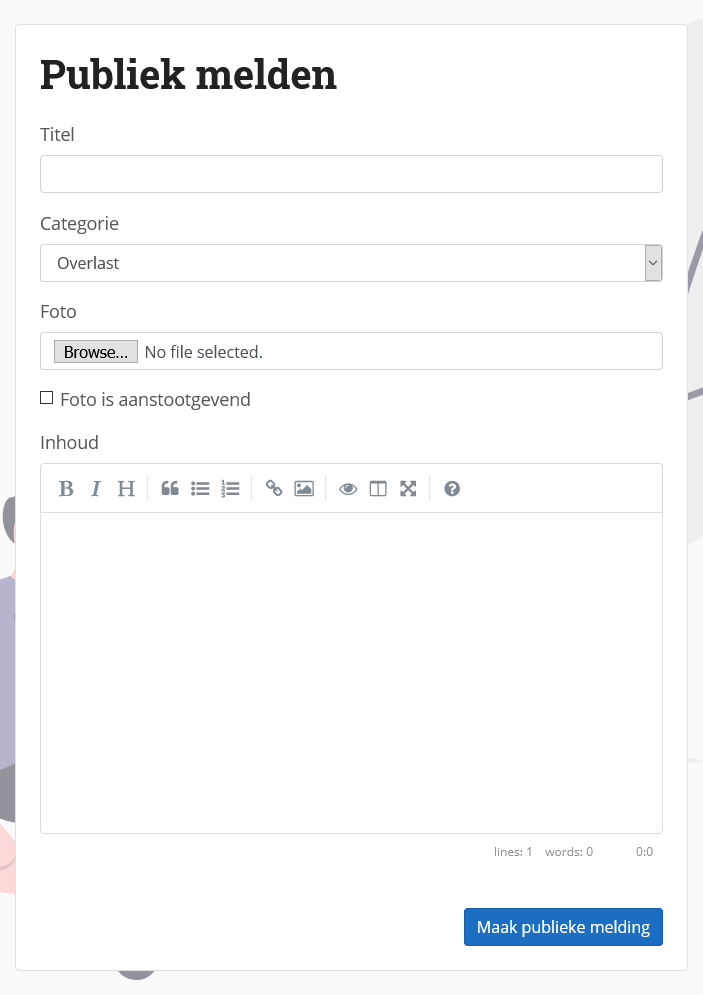 Publiek melden
Titel
Categorie
Overlast
Foto
Browse... No file selected.
Foto is aanstootgevend
Inhoud
B I H
lines: 1 words: 0 0:0
Maak publieke melding